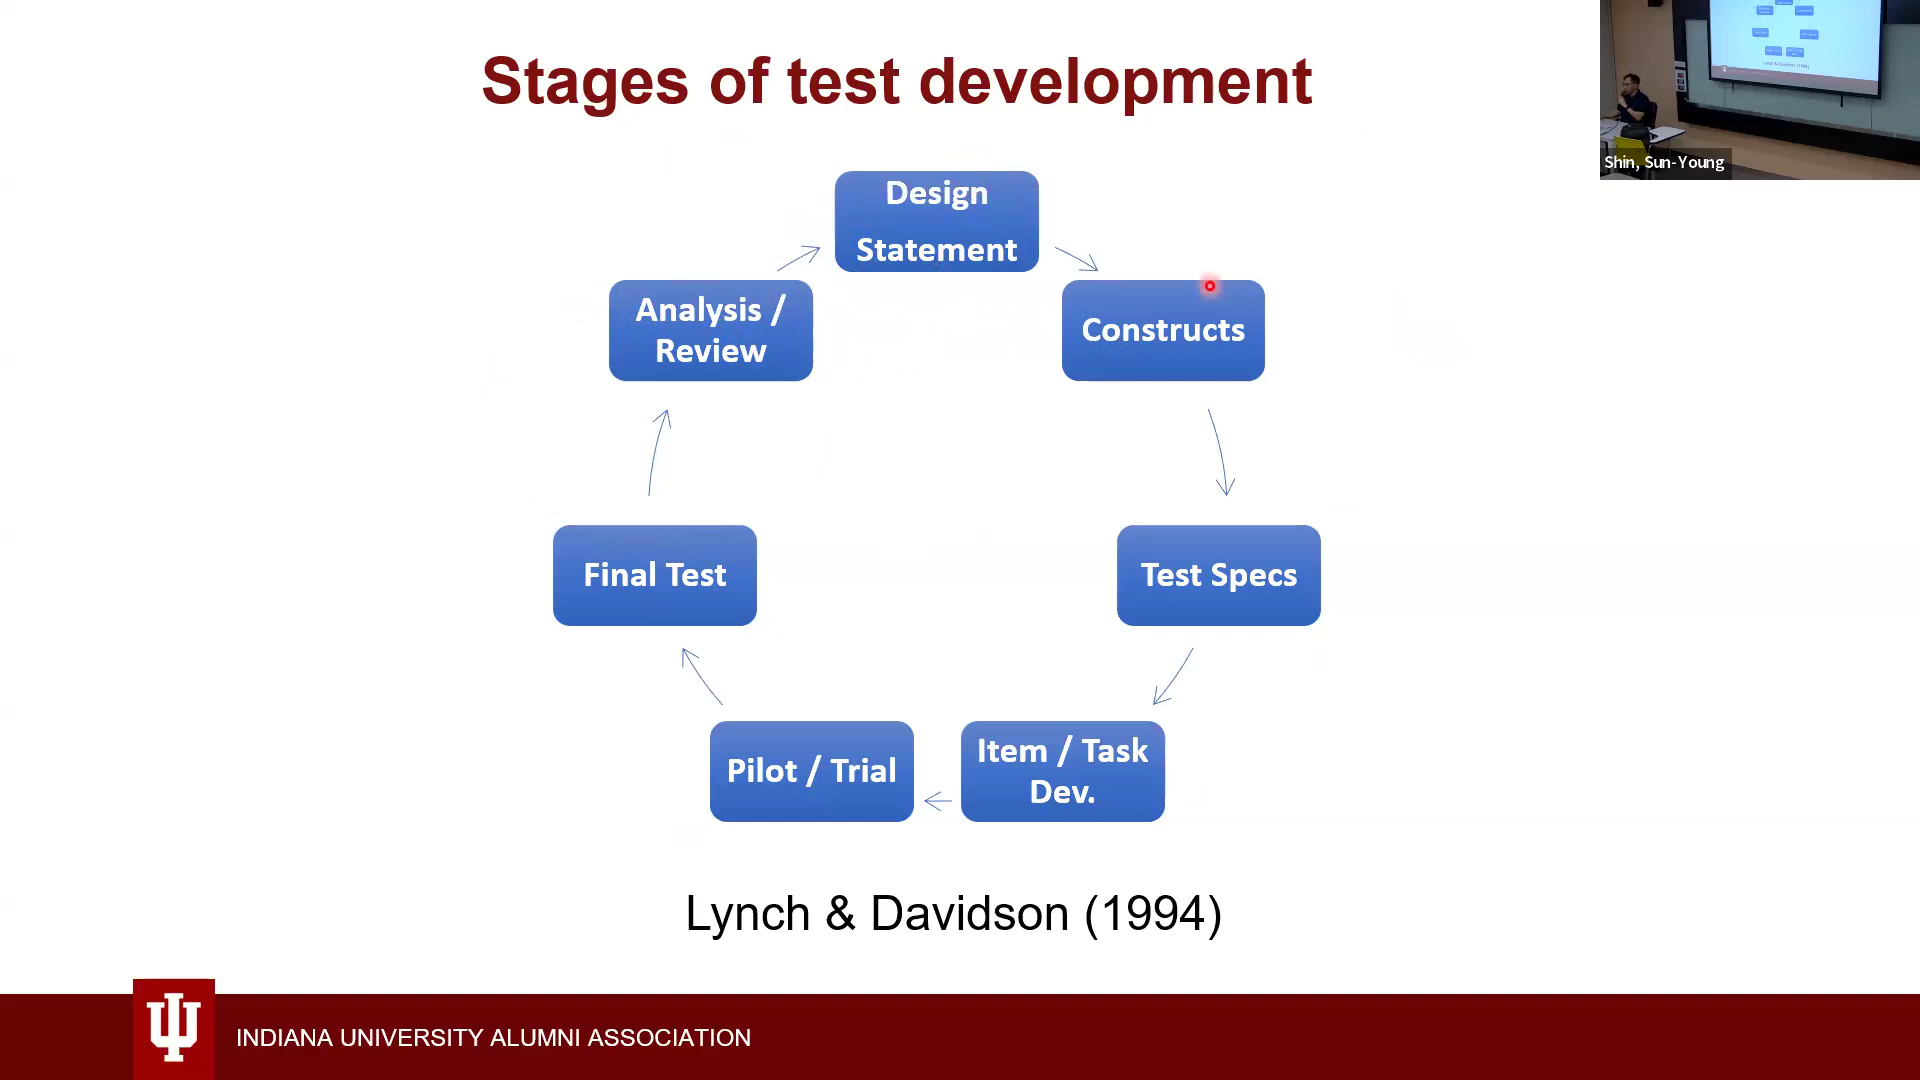 Stages of test development
Shin, Sun-Young
Design
Statement
Constructs
Test Specs
Item / Task
Dev.
Pilot / Trial
Final Test
Analysis /
Review
Lynch & Davidson (1994)
INDIANA UNIVERSITY ALUMNI ASSOCIATION